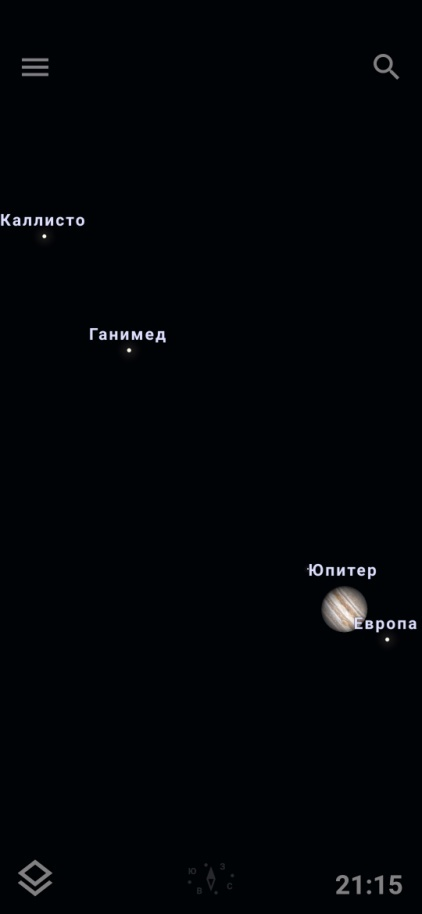 Каллисто
Ганимед
Юпитер
Европа
Ю З
В С
21:15